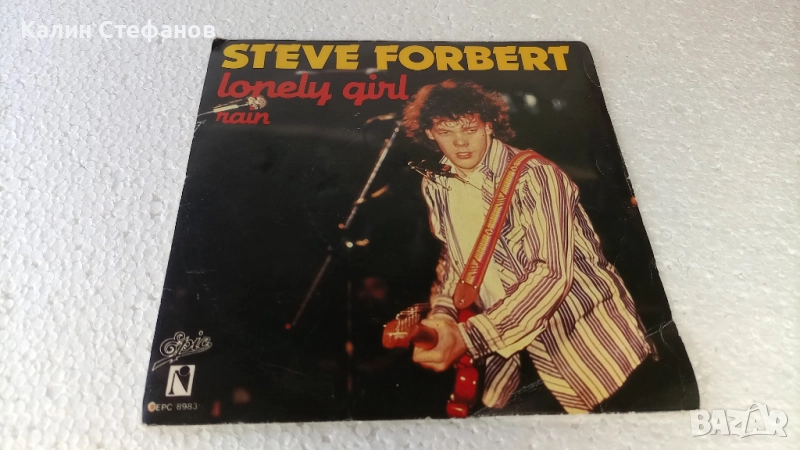 Калин Стефанов
STEVE FORBERT
lonely girl
rain
Epic
EPC 8983
BAZAR